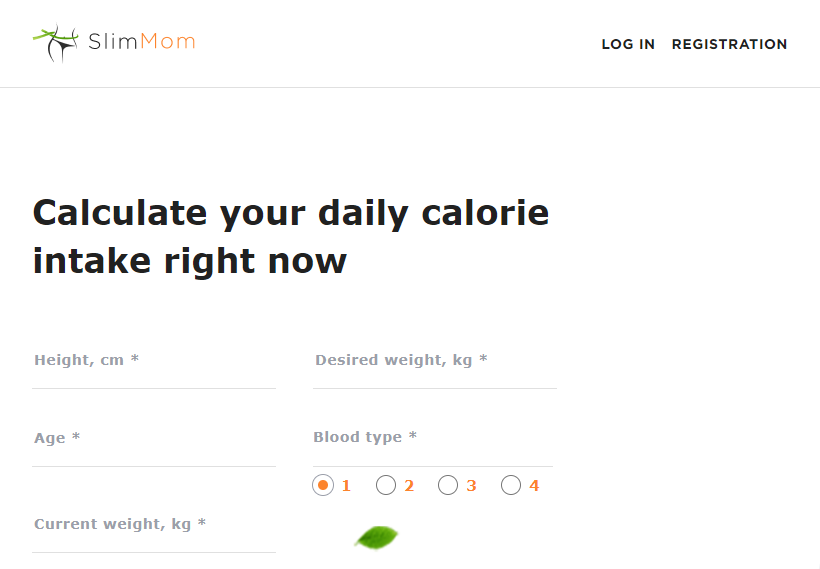 SlimMom
LOG IN REGISTRATION
Calculate your daily calorie
intake right now
Height, cm *
Desired weight, kg *
Age *
Blood type *
1 2 3 4
Current weight, kg *